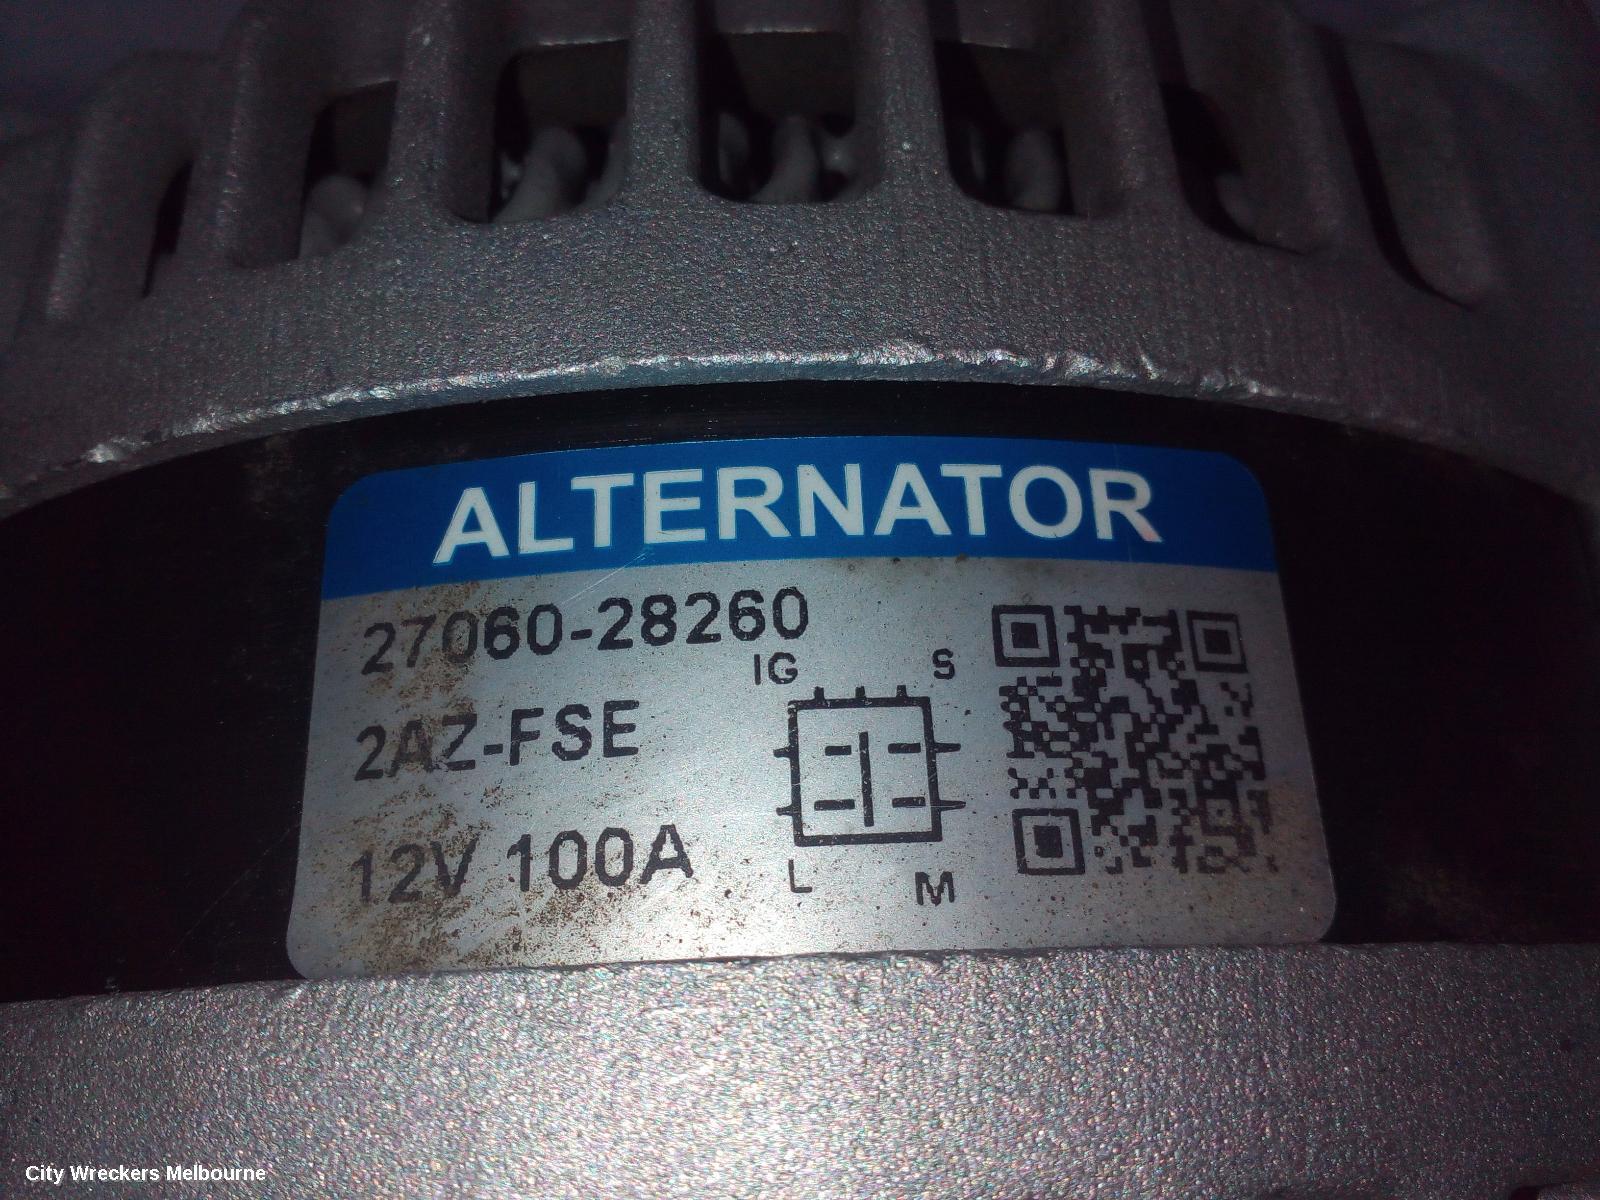 ALTERNATOR
27060-28260
IG S
2AZ-FSE
12V 100A
L M
City Wreckers Melbourne